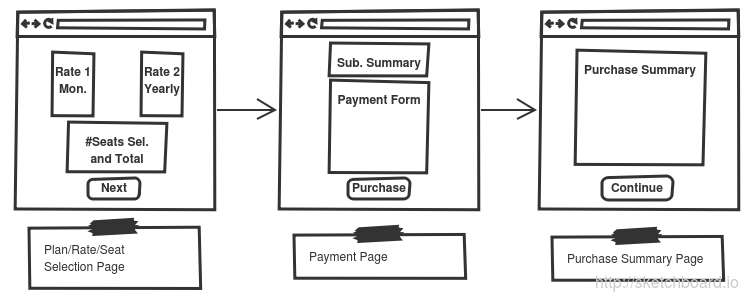 Rate 1
Mon.
Rate 2
Yearly
#Seats Sel.
and Total
Next
Plan/Rate/Seat
Selection Page
Sub. Summary
Payment Form
Purchase
Payment Page
Purchase Summary
Continue
Purchase Summary Page
http://sketchboard.io